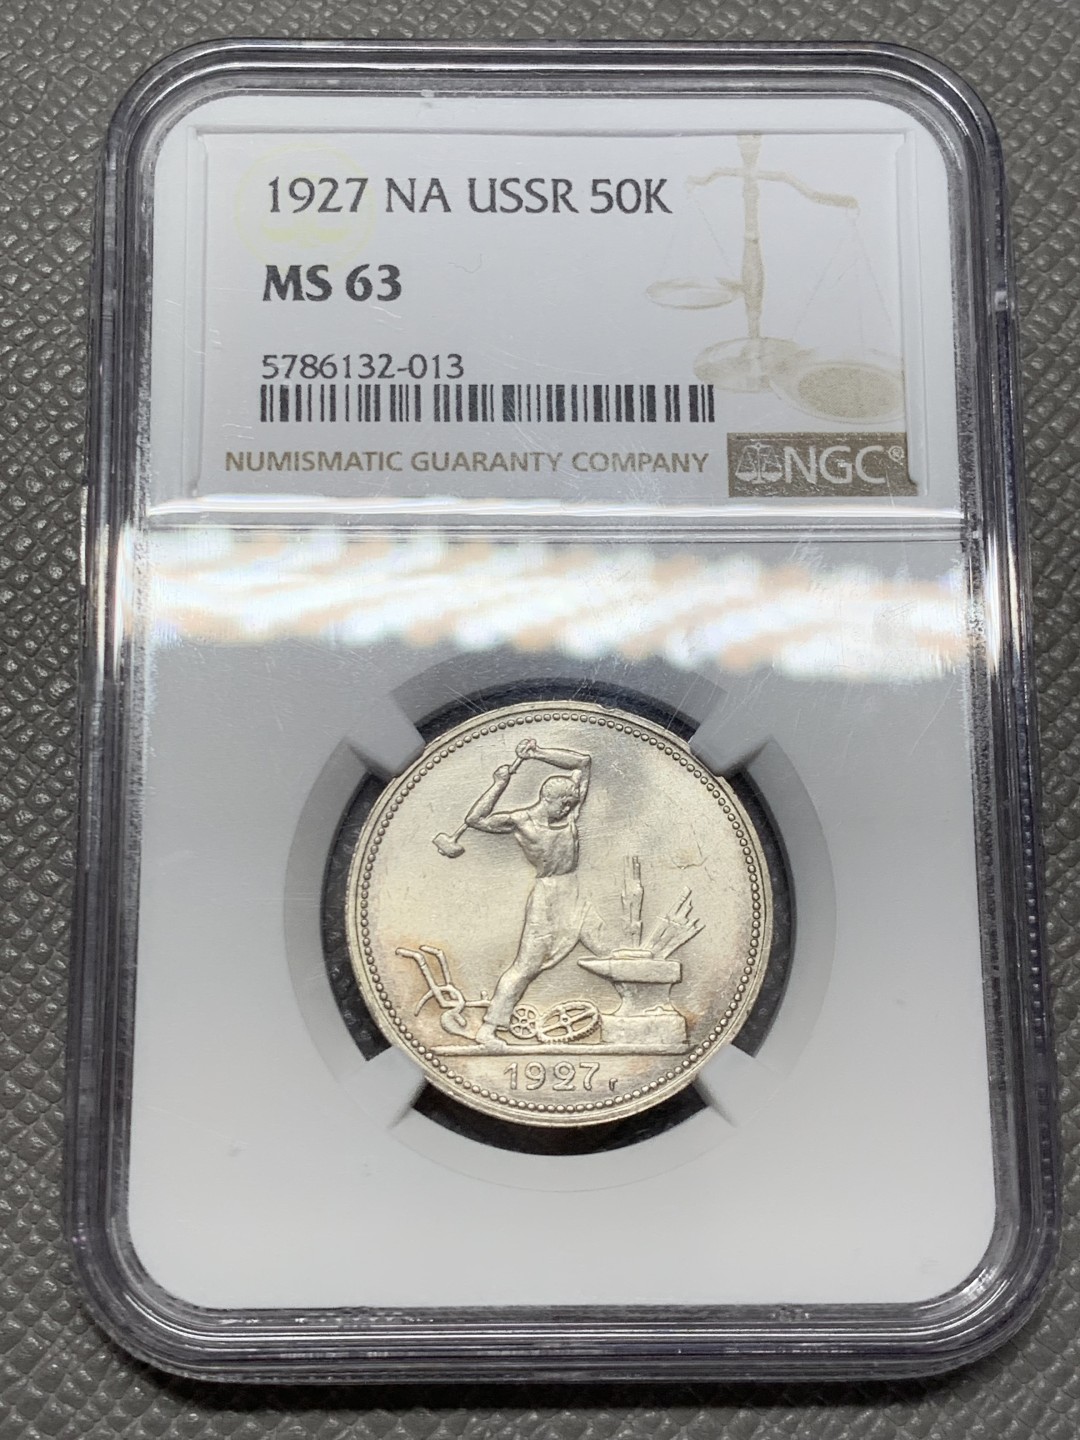 1927 NA USSR 50K
MS 63
5786132-013
NUMISMATIC GUARANTY COMPANY
NGC®
1927 г